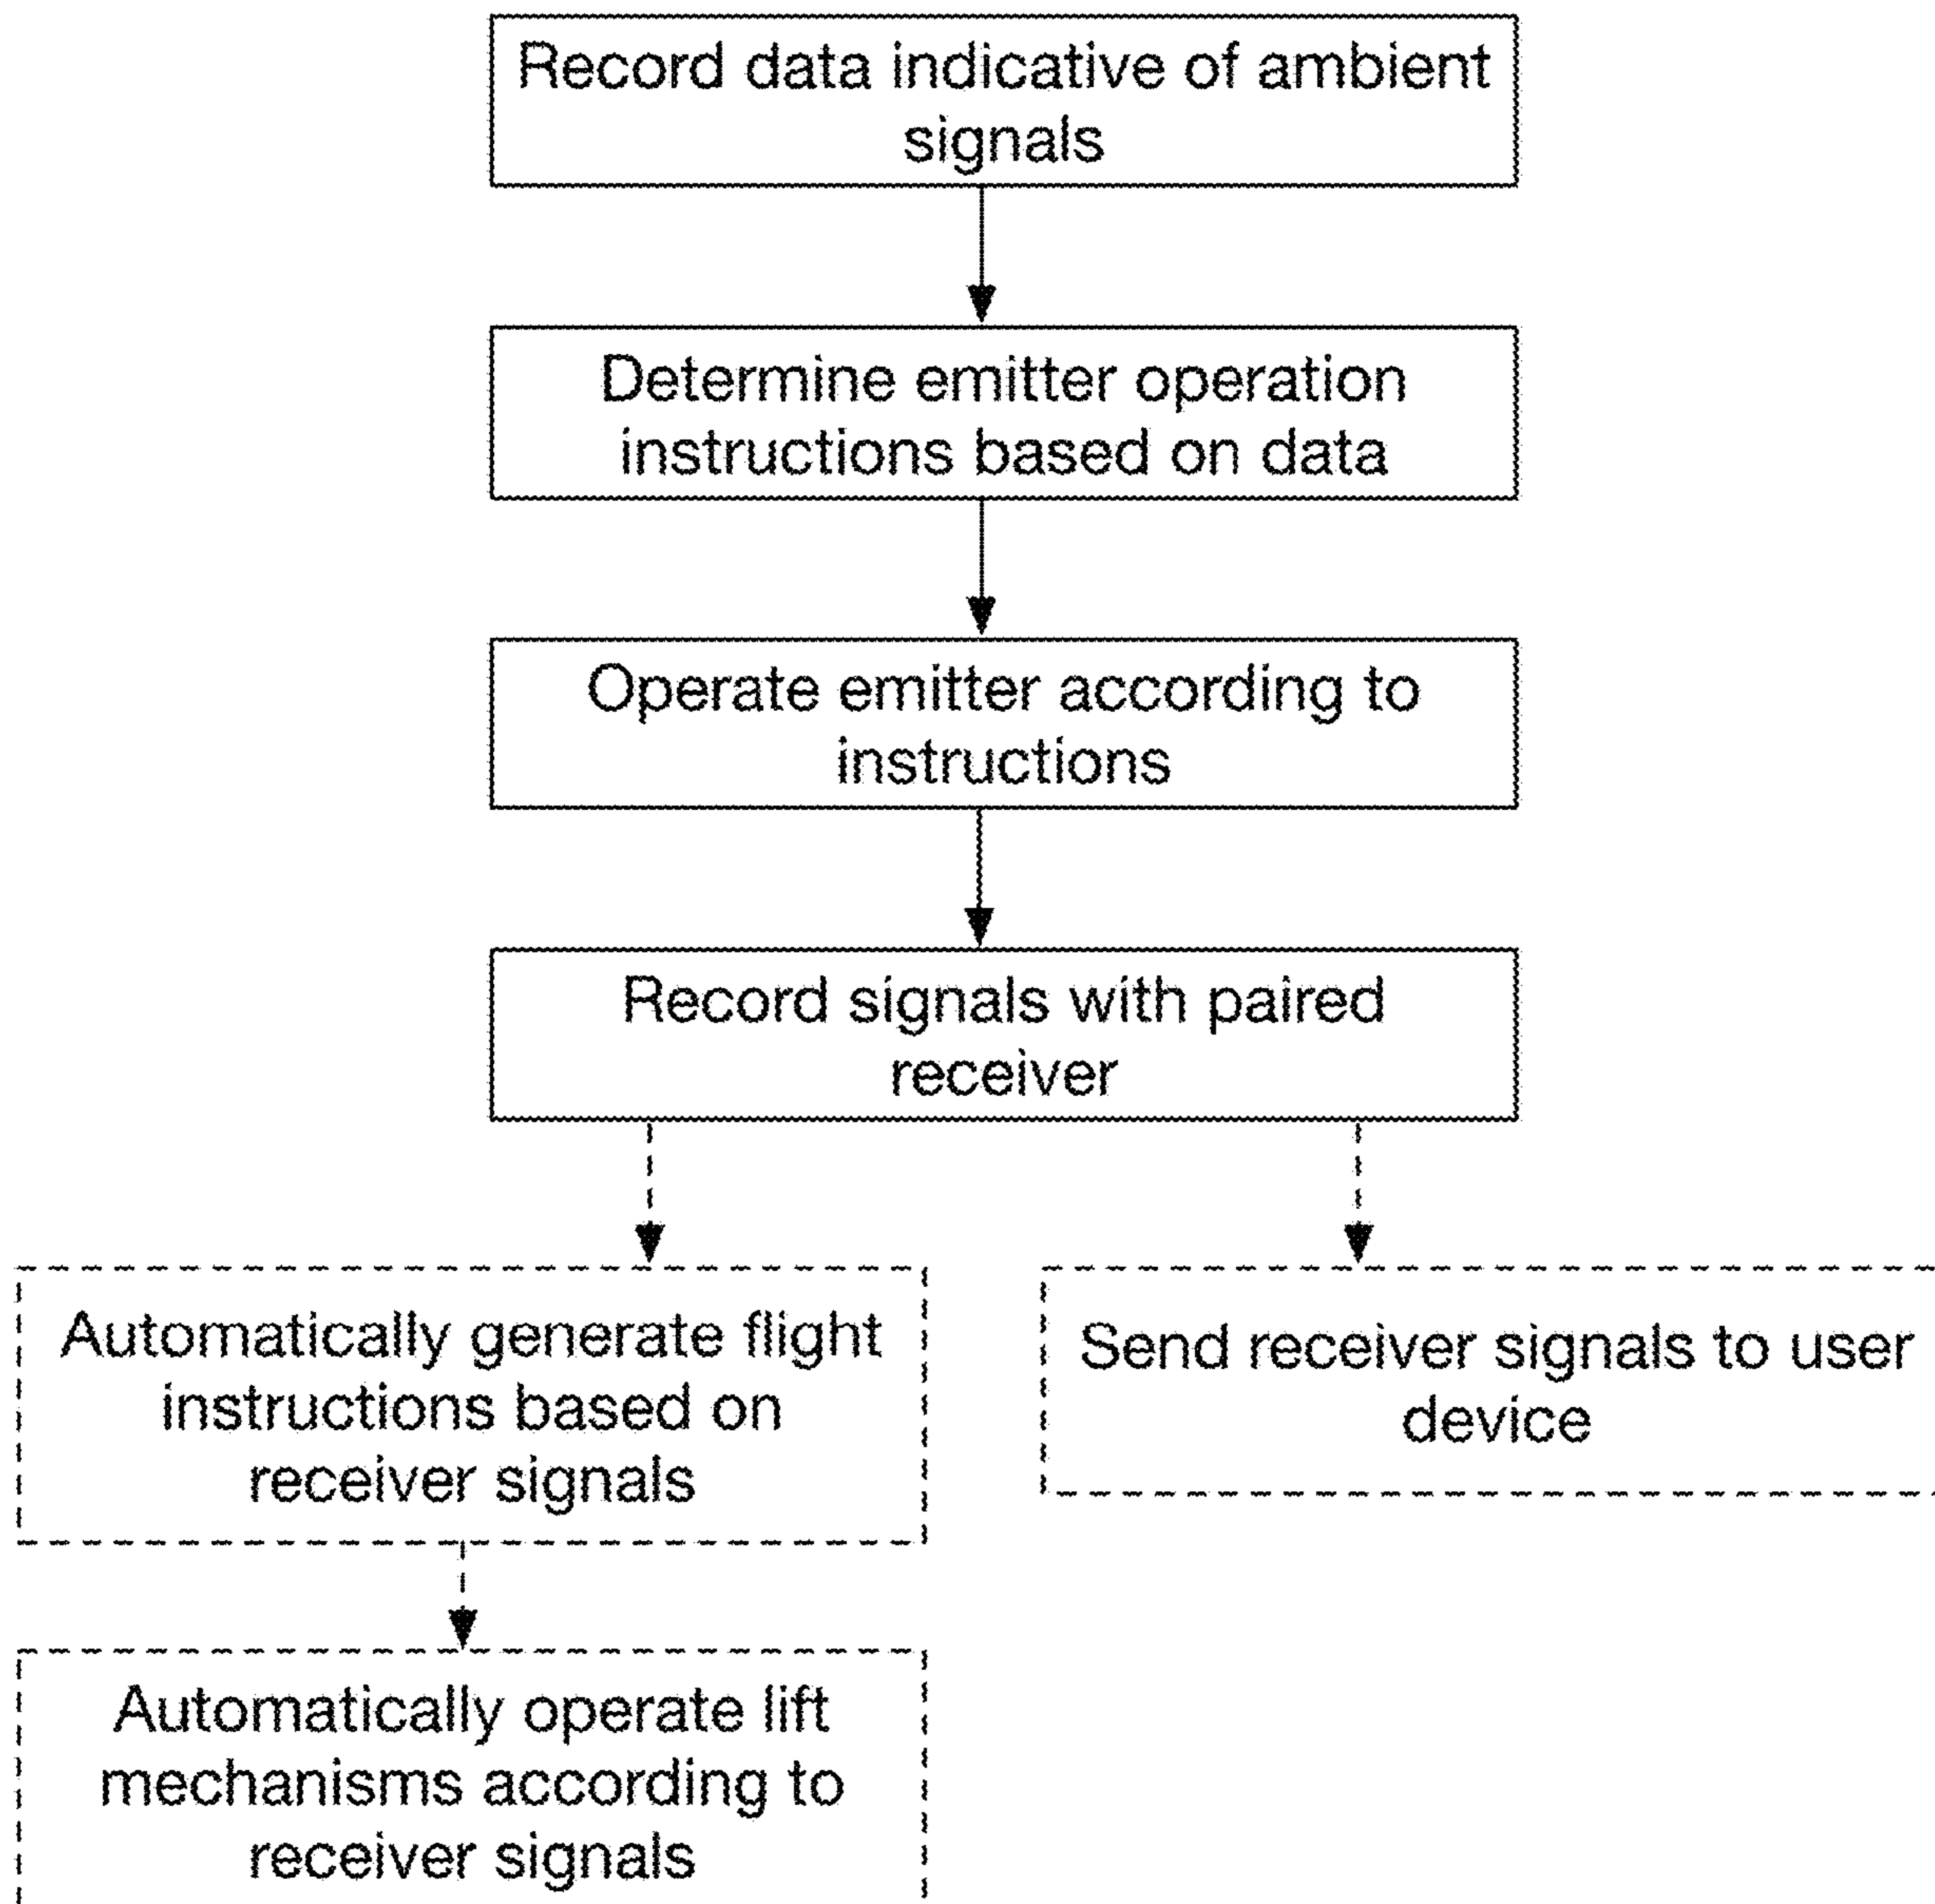 Record data indicative of ambient
signals
Determine emitter operation
instructions based on data
Operate emitter according to
instructions
Record signals with paired
receiver
Automatically generate flight
instructions based on
receiver signals
Send receiver signals to user
device
Automatically operate lift
mechanisms according to
receiver signals